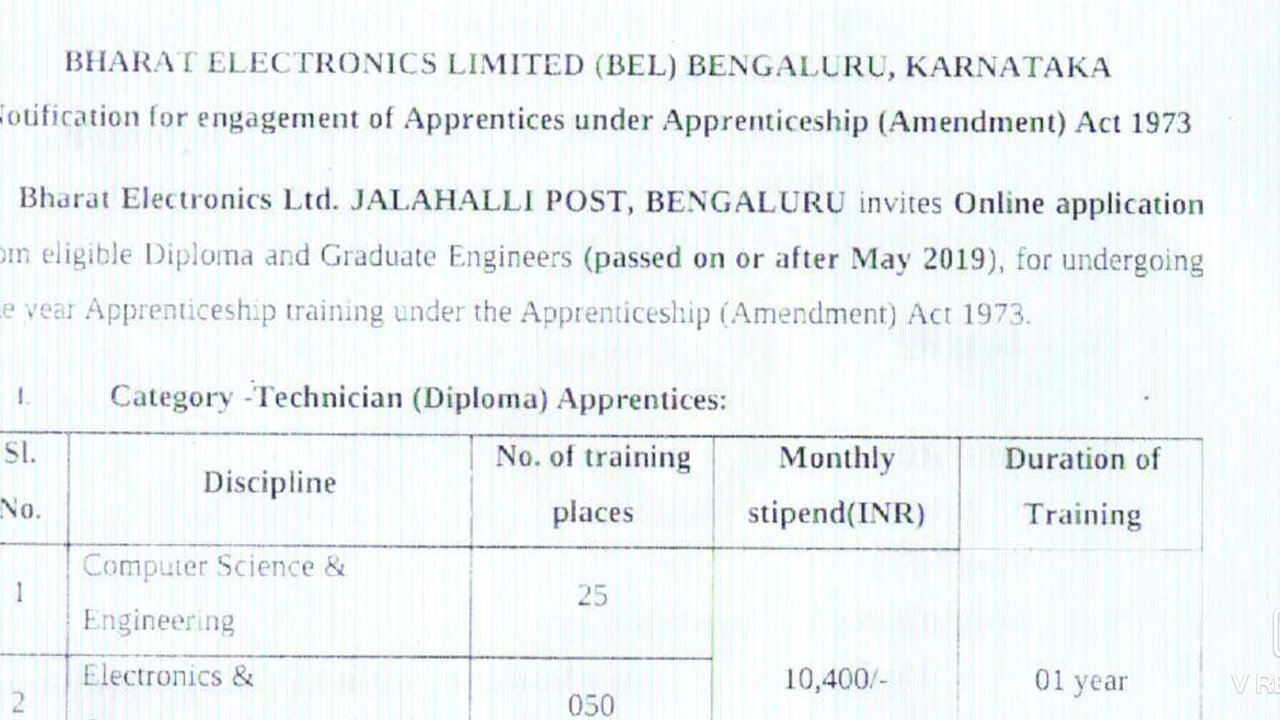 BHARAT ELECTRONICS LIMITED (BEL) BENGALURU, KARNATAKA
Notification for engagement of Apprentices under Apprenticeship (Amendment) Act 1973
Bharat Electronics Ltd. JALAHALLI POST, BENGALURU invites Online application
om eligible Diploma and Graduate Engineers (passed on or after May 2019), for undergoing
e year Apprenticeship training under the Apprenticeship (Amendment) Act 1973.
I. Category -Technician (Diploma) Apprentices:
Sl. No. Discipline No. of training places Monthly stipend(INR) Duration of Training
1 Computer Science & Engineering 25
2 Electronics & 050 10,400/- 01 year
V RE